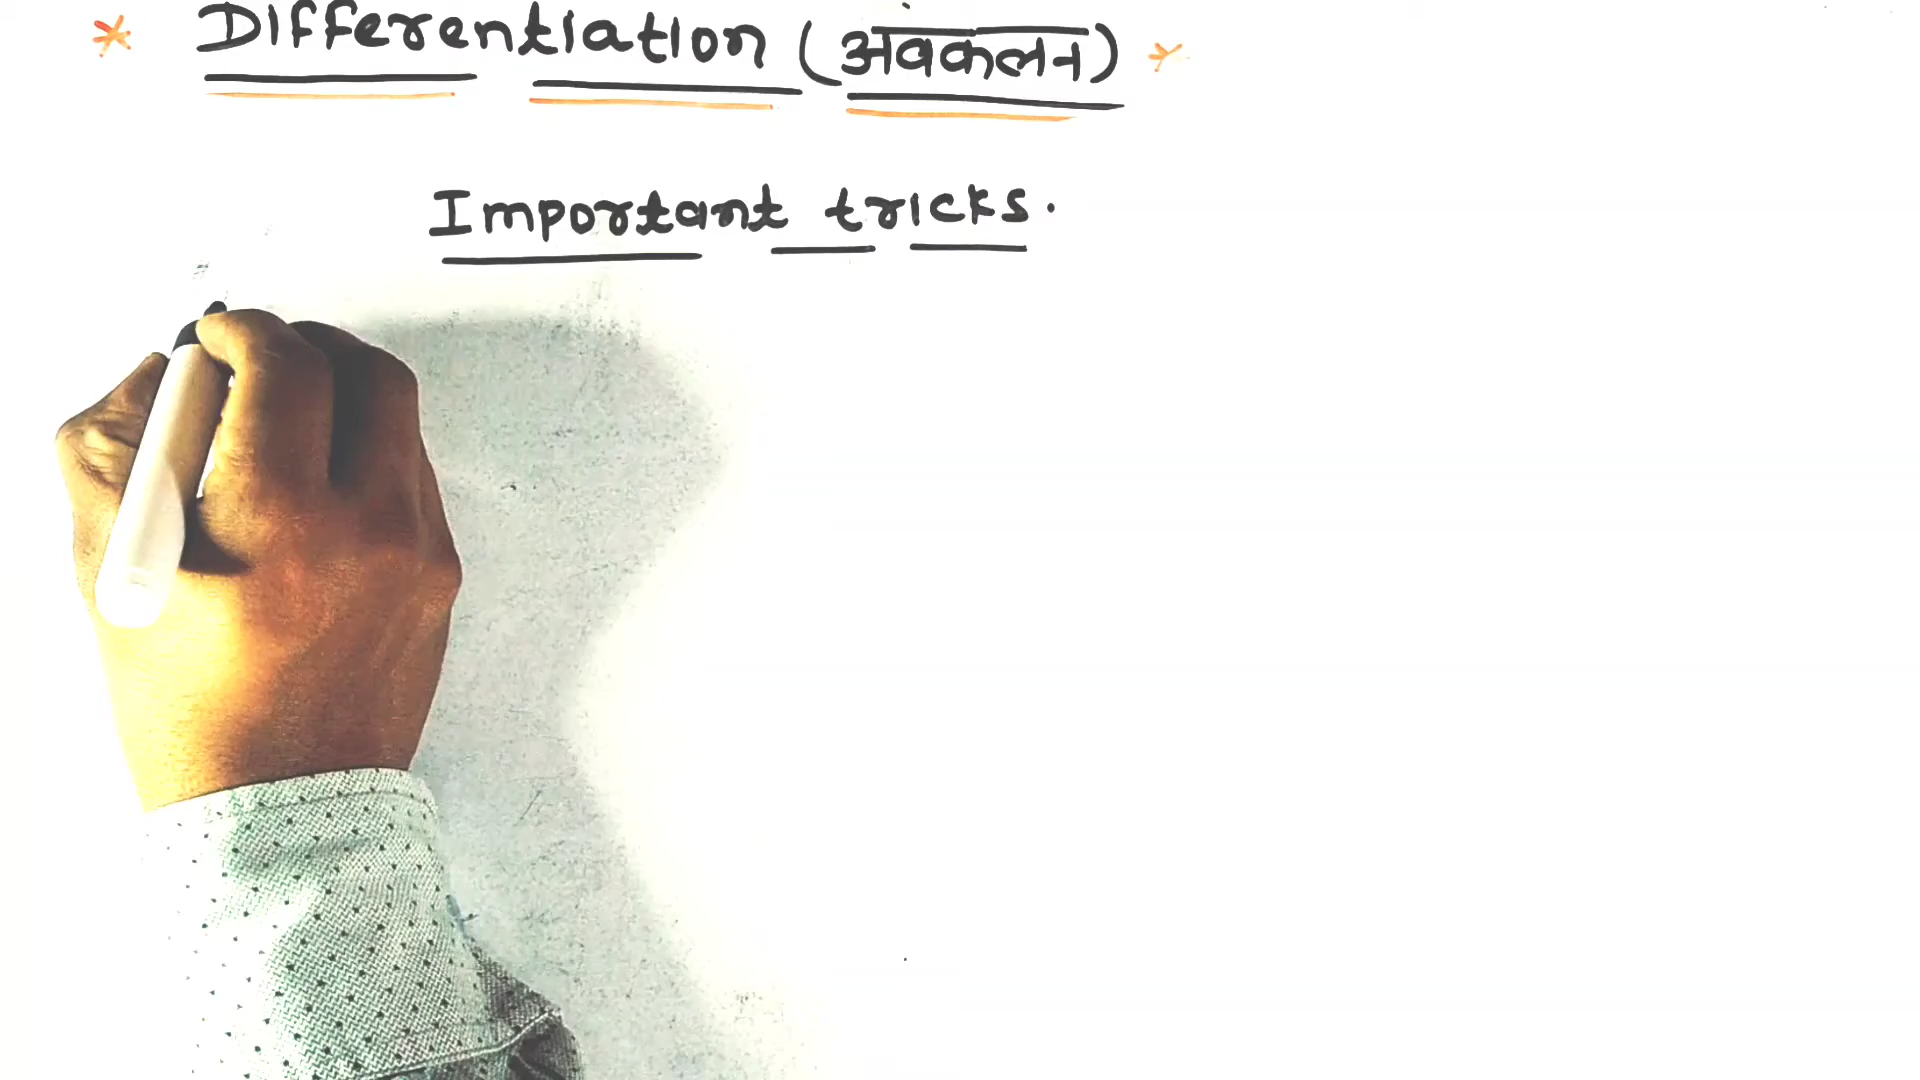 * Differentiation (अवकलन) *
Important tricks.